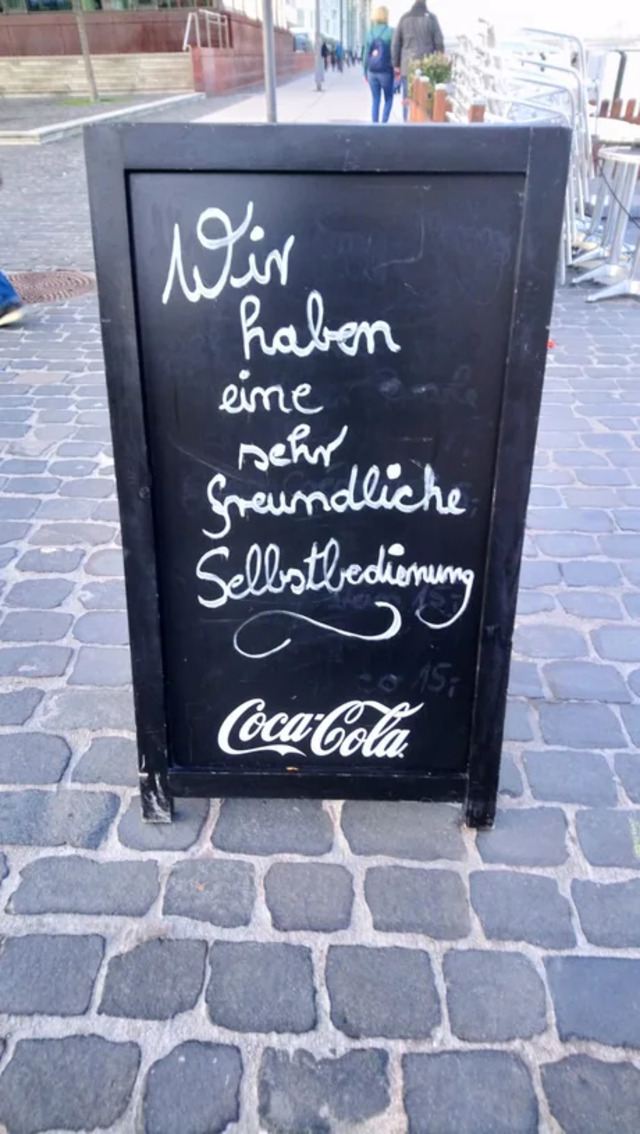 Wir
haben
eine
sehr
freundliche
Selbstbedienung
Coca-Cola